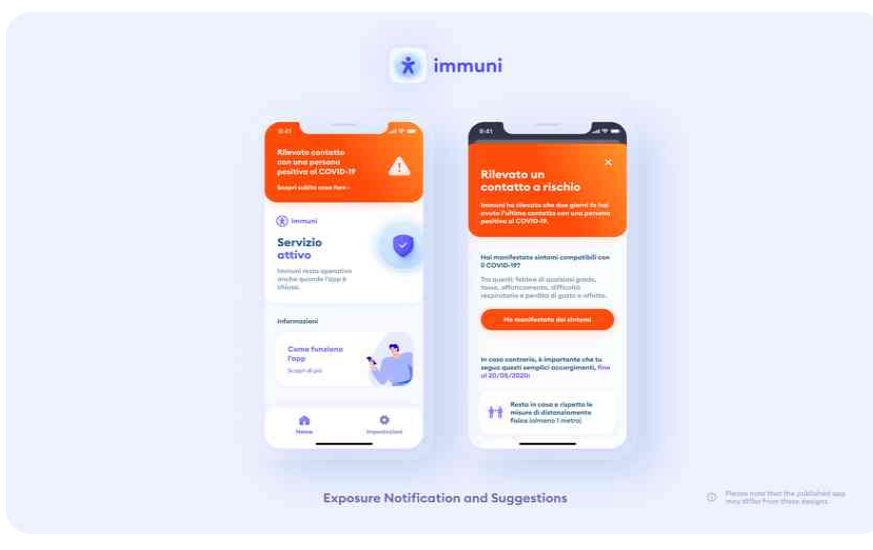 immuni
9:41
Rilevato contatto
con una persona
positiva al COVID-19
Scopri subito cosa fare ›
immuni
Servizio
attivo
Immuni resta operativa
anche quando l'app è
chiusa.
Informazioni
Come funziona
l'app
Scopri di più
Home
Impostazioni
9:41
Rilevato un
contatto a rischio
Immuni ha rilevato che due giorni fa hai
avuto l'ultimo contatto con una persona
positiva al COVID-19.
Hai manifestato sintomi compatibili con
il COVID-19?
Tra questi: febbre di qualsiasi grado,
tosse, affaticamento, difficoltà
respiratorie e perdita di gusto o olfatto.
Ho manifestato dei sintomi
In caso contrario, è importante che tu
segua questi semplici accorgimenti, fino
al 20/05/2020:
Resta in casa e rispetta le
misure di distanziamento
fisico (almeno 1 metro)
Exposure Notification and Suggestions
Please note that the published app
may differ from these designs.